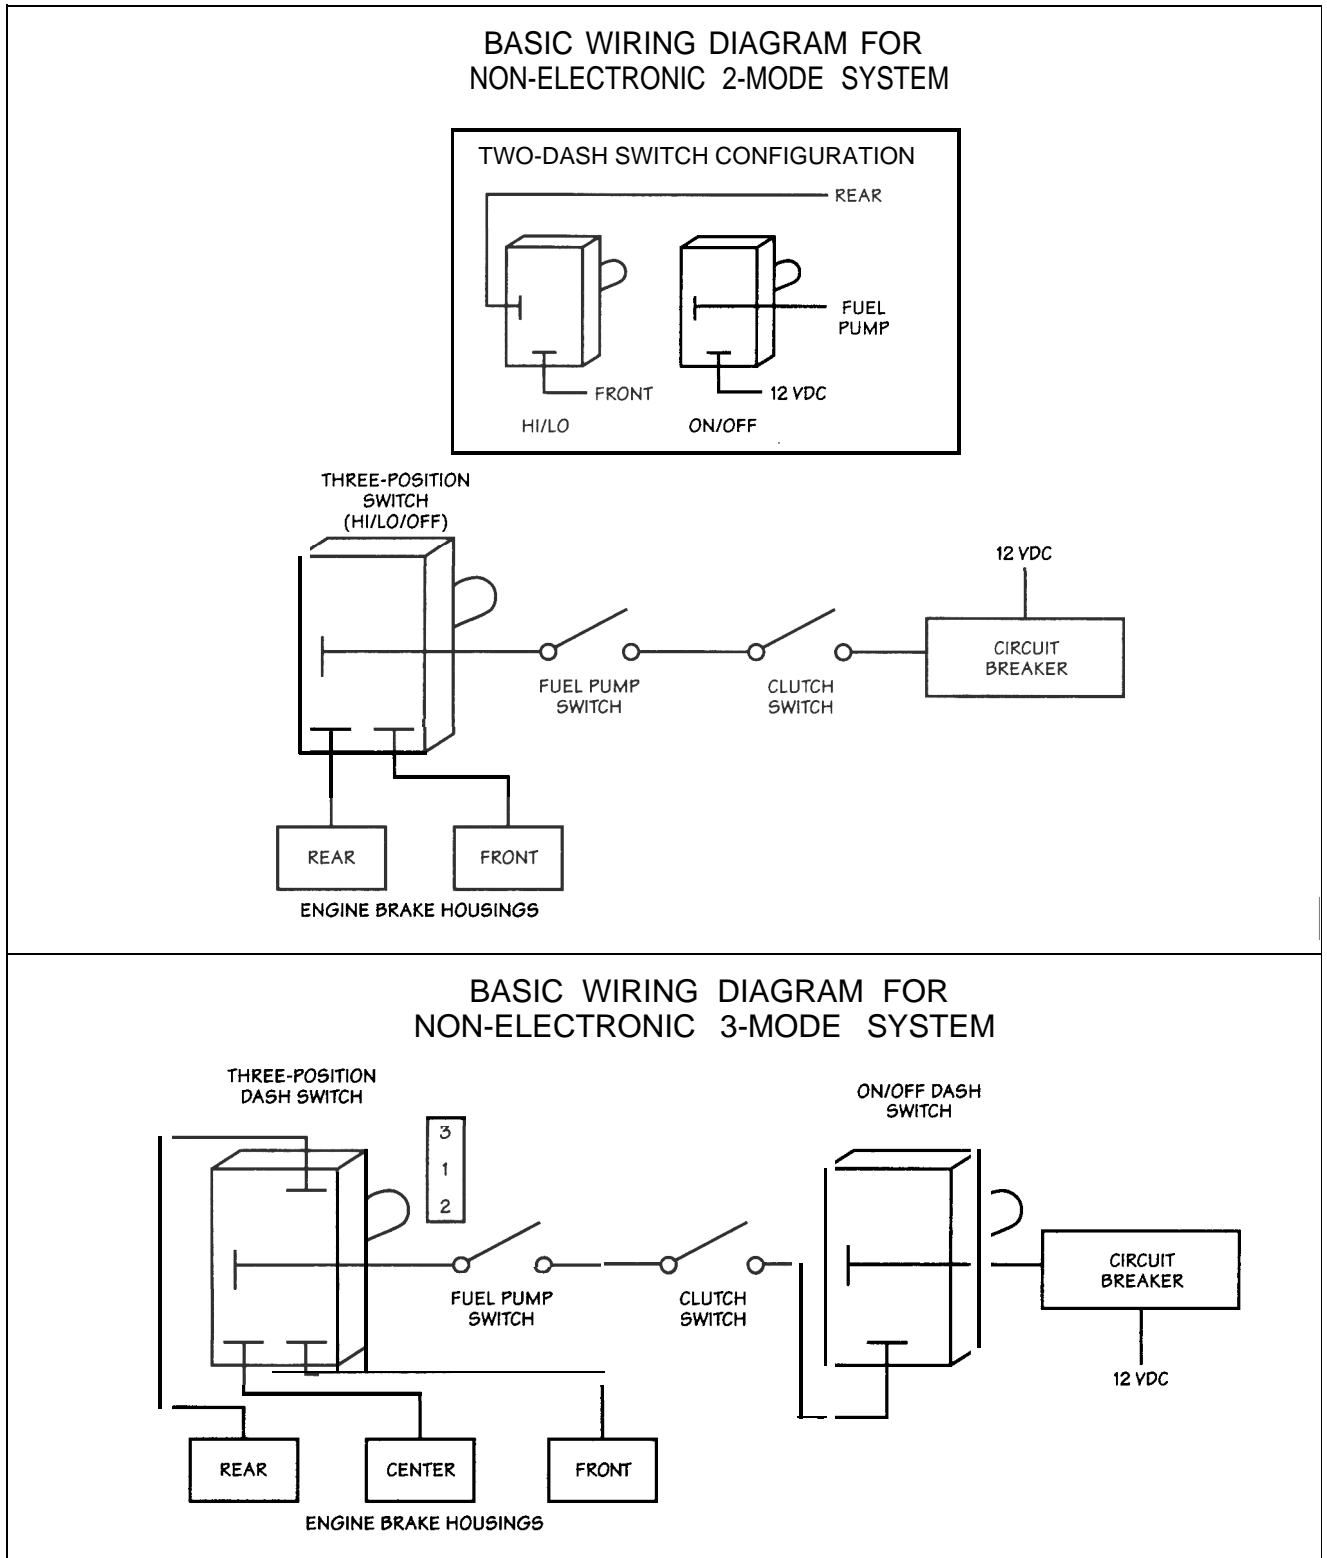 BASIC WIRING DIAGRAM FOR
NON-ELECTRONIC 2-MODE SYSTEM
TWO-DASH SWITCH CONFIGURATION
REAR
FUEL
PUMP
FRONT
12 VDC
HI/LO
ON/OFF
THREE-POSITION
SWITCH
(HI/LO/OFF)
12 VDC
CIRCUIT
BREAKER
FUEL PUMP
SWITCH
CLUTCH
SWITCH
REAR
FRONT
ENGINE BRAKE HOUSINGS
BASIC WIRING DIAGRAM FOR
NON-ELECTRONIC 3-MODE SYSTEM
THREE-POSITION
DASH SWITCH
ON/OFF DASH
SWITCH
3
1
2
CIRCUIT
BREAKER
FUEL PUMP
SWITCH
CLUTCH
SWITCH
12 VDC
REAR
CENTER
FRONT
ENGINE BRAKE HOUSINGS